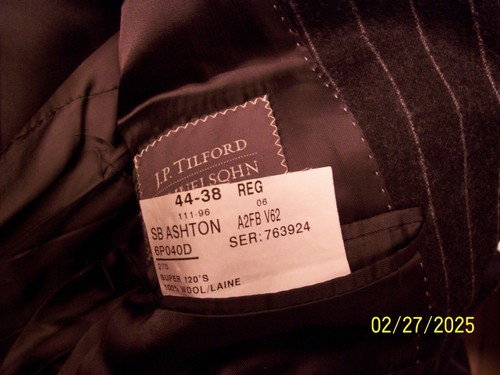 J.P. TILFORD
44-38 REG
111-96 06
SB ASHTON A2FB V62
6P040D SER: 763924
270
SUPER 120'S
100% WOOL/LAINE
02/27/2025